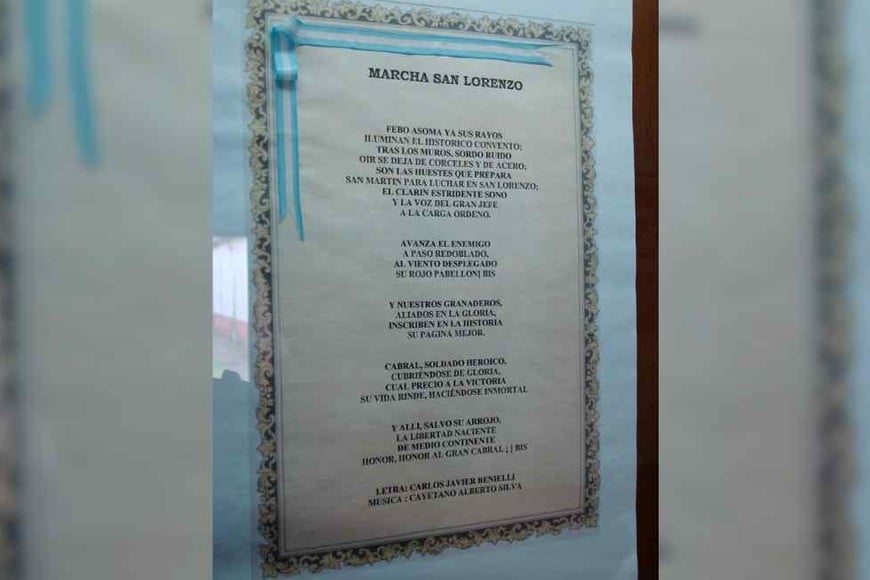 MARCHA SAN LORENZO
FEBO ASOMA YA SUS RAYOS
ILUMINAN EL HISTORICO CONVENTO;
TRAS LOS MUROS, SORDO RUIDO
OIR SE DEJA DE CORCELES Y DE ACERO;
SON LAS HUESTES QUE PREPARA
SAN MARTIN PARA LUCHAR EN SAN LORENZO;
EL CLARIN ESTRIDENTE SONO
Y LA VOZ DEL GRAN JEFE
A LA CARGA ORDENO.
AVANZA EL ENEMIGO
A PASO REDOBLADO,
AL VIENTO DESPLEGADO
SU ROJO PABELLON] BIS
Y NUESTROS GRANADEROS,
ALIADOS EN LA GLORIA,
INSCRIBEN EN LA HISTORIA
SU PAGINA MEJOR.
CABRAL, SOLDADO HEROICO,
CUBRIÉNDOSE DE GLORIA,
CUAL PRECIO A LA VICTORIA
SU VIDA RINDE, HACIÉNDOSE INMORTAL
Y ALLI, SALVO SU ARROJO,
LA LIBERTAD NACIENTE
DE MEDIO CONTINENTE
HONOR, HONOR AL GRAN CABRAL ; ] BIS
LETRA: CARLOS JAVIER BENIELLI
MUSICA : CAYETANO ALBERTO SILVA